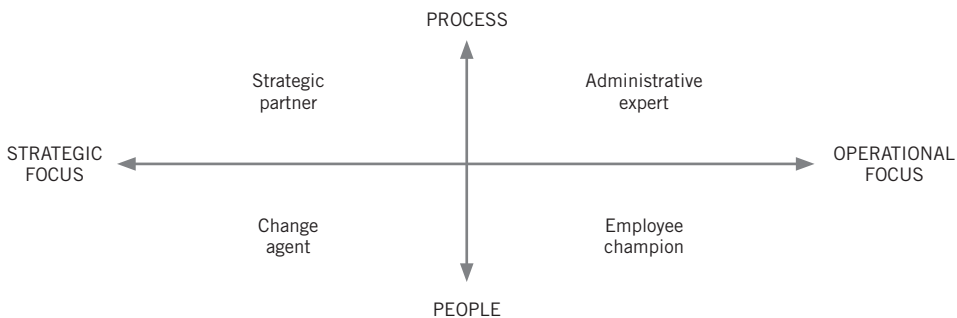 PROCESS
Strategic
partner
Administrative
expert
STRATEGIC
FOCUS
OPERATIONAL
FOCUS
Change
agent
Employee
champion
PEOPLE